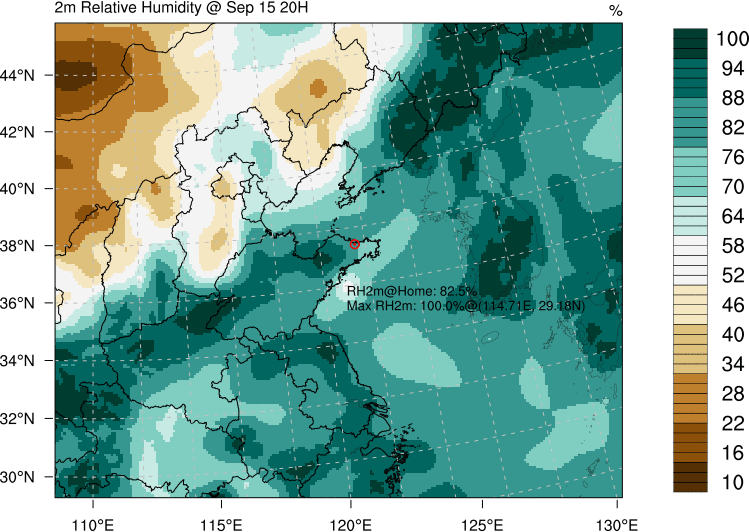 2m Relative Humidity @ Sep 15 20H
%
44°N
42°N
40°N
38°N
36°N
34°N
32°N
30°N
110°E
115°E
120°E
125°E
130°E
RH2m@Home: 82.5%
Max RH2m: 100.0%@(114.71E, 29.18N)
100
94
88
82
76
70
64
58
52
46
40
34
28
22
16
10